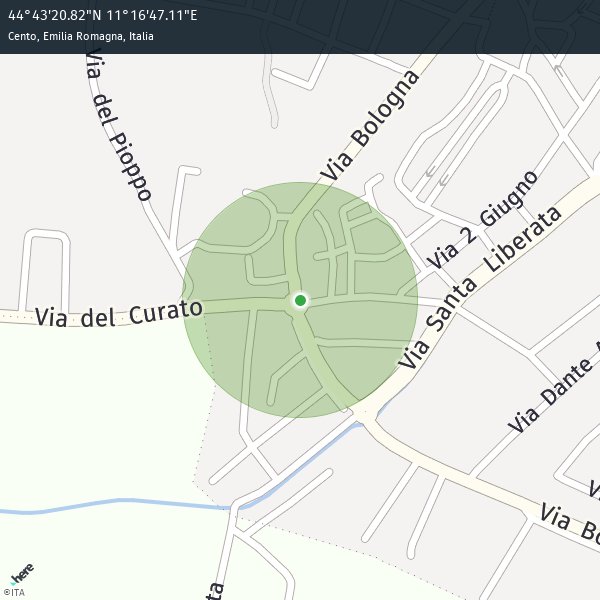 44°43'20.82"N 11°16'47.11"E
Cento, Emilia Romagna, Italia
Via del Pioppo
Via Bologna
Via 2 Giugno
Via Santa Liberata
Via del Curato
Via Dante A
Via Bo
ta
here
©ITA